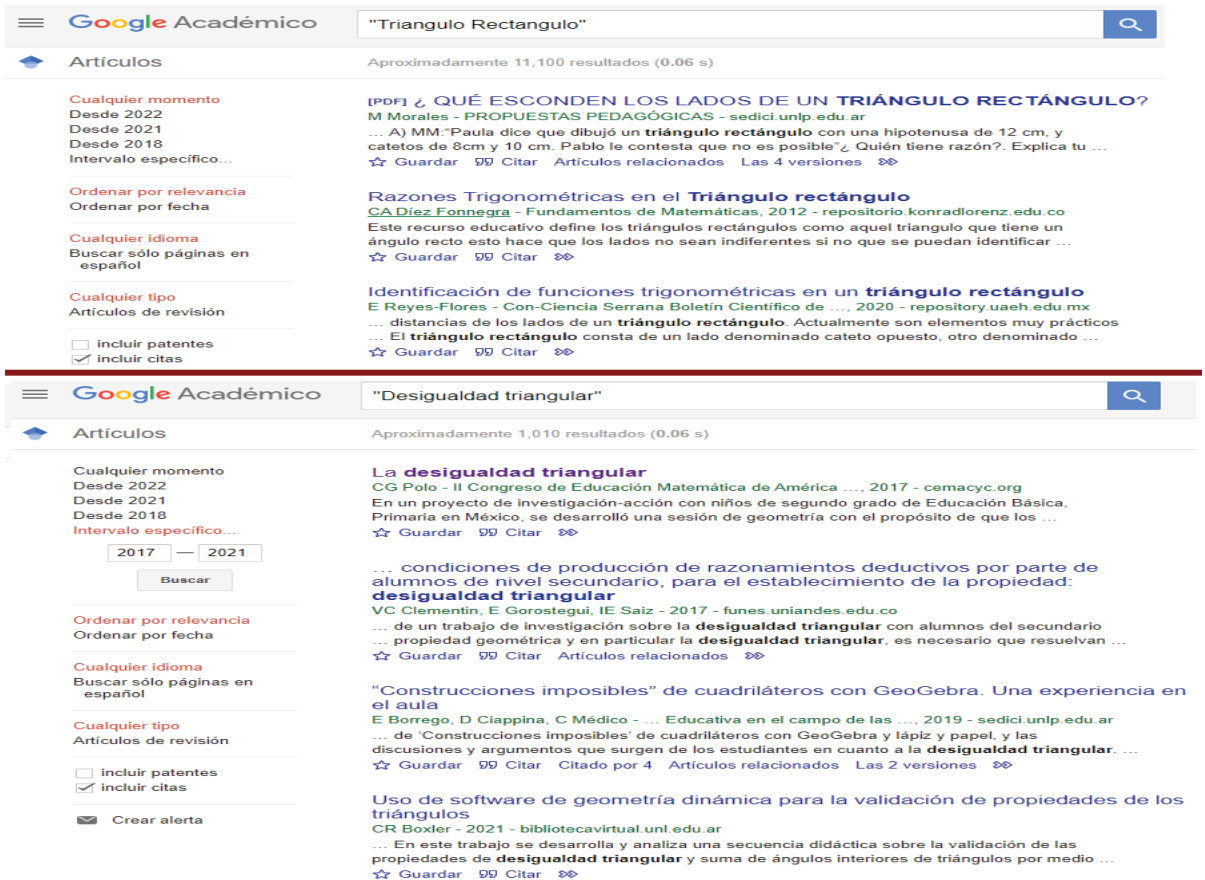 Google Académico
"Triangulo Rectangulo"
Artículos
Aproximadamente 11,100 resultados (0.06 s)
Cualquier momento
Desde 2022
Desde 2021
Desde 2018
Intervalo específico...
Ordenar por relevancia
Ordenar por fecha
Cualquier idioma
Buscar sólo páginas en
español
Cualquier tipo
Artículos de revisión
incluir patentes
incluir citas
[PDF] ¿ QUÉ ESCONDEN LOS LADOS DE UN TRIÁNGULO RECTÁNGULO?
M Morales - PROPUESTAS PEDAGÓGICAS - sedici.unlp.edu.ar
... A) MM:"Paula dice que dibujó un triángulo rectángulo con una hipotenusa de 12 cm, y
catetos de 8cm y 10 cm. Pablo le contesta que no es posible"¿ Quién tiene razón?. Explica tu ...
Guardar Citar Artículos relacionados Las 4 versiones
Razones Trigonométricas en el Triángulo rectángulo
CA Díez Fonnegra - Fundamentos de Matemáticas, 2012 - repositorio.konradlorenz.edu.co
Este recurso educativo define los triángulos rectángulos como aquel triangulo que tiene un
ángulo recto esto hace que los lados no sean indiferentes si no que se puedan identificar ...
Guardar Citar
Identificación de funciones trigonométricas en un triángulo rectángulo
E Reyes-Flores - Con-Ciencia Serrana Boletín Científico de ..., 2020 - repository.uaeh.edu.mx
... distancias de los lados de un triángulo rectángulo. Actualmente son elementos muy prácticos
... El triángulo rectángulo consta de un lado denominado cateto opuesto, otro denominado ...
Guardar Citar
Google Académico
"Desigualdad triangular"
Artículos
Aproximadamente 1,010 resultados (0.06 s)
Cualquier momento
Desde 2022
Desde 2021
Desde 2018
Intervalo específico...
2017 — 2021
Buscar
Ordenar por relevancia
Ordenar por fecha
Cualquier idioma
Buscar sólo páginas en
español
Cualquier tipo
Artículos de revisión
incluir patentes
incluir citas
Crear alerta
La desigualdad triangular
CG Polo - II Congreso de Educación Matemática de América ..., 2017 - cemacyc.org
En un proyecto de investigación-acción con niños de segundo grado de Educación Básica,
Primaria en México, se desarrolló una sesión de geometría con el propósito de que los ...
Guardar Citar
... condiciones de producción de razonamientos deductivos por parte de
alumnos de nivel secundario, para el establecimiento de la propiedad:
desigualdad triangular
VC Clementin, E Gorostegui, IE Saiz - 2017 - funes.uniandes.edu.co
... de un trabajo de investigación sobre la desigualdad triangular con alumnos del secundario
... propiedad geométrica y en particular la desigualdad triangular, es necesario que resuelvan ...
Guardar Citar Artículos relacionados
"Construcciones imposibles" de cuadriláteros con GeoGebra. Una experiencia en
el aula
E Borrego, D Ciappina, C Médico - ... Educativa en el campo de las ..., 2019 - sedici.unlp.edu.ar
... de 'Construcciones imposibles' de cuadriláteros con GeoGebra y lápiz y papel, y las
discusiones y argumentos que surgen de los estudiantes en cuanto a la desigualdad triangular. ...
Guardar Citar Citado por 4 Artículos relacionados Las 2 versiones
Uso de software de geometría dinámica para la validación de propiedades de los
triángulos
CR Boxler - 2021 - bibliotecavirtual.unl.edu.ar
... En este trabajo se desarrolla y analiza una secuencia didáctica sobre la validación de las
propiedades de desigualdad triangular y suma de ángulos interiores de triángulos por medio ...
Guardar Citar